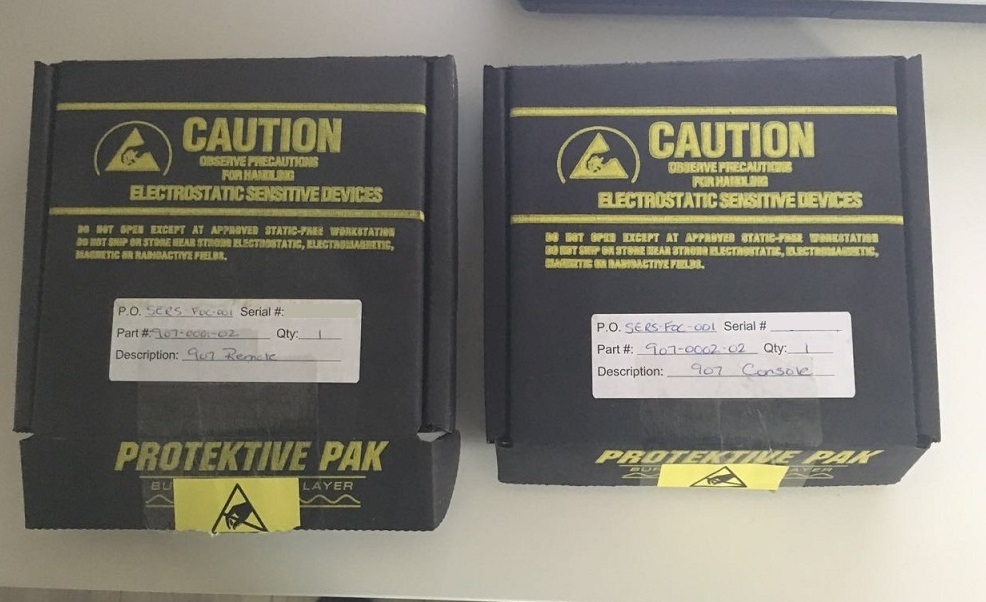 CAUTION
OBSERVE PRECAUTIONS
FOR HANDLING
ELECTROSTATIC SENSITIVE DEVICES
DO NOT OPEN EXCEPT AT APPROVED STATIC-FREE WORKSTATION
DO NOT SHIP OR STORE NEAR STRONG ELECTROSTATIC, ELECTROMAGNETIC,
MAGNETIC OR RADIOACTIVE FIELDS.
P.O. SERS FOC-001 Serial #:
Part #: 907-0001-02 Qty: 1
Description: 907 Remote
PROTEKTIVE PAK
LAYER
CAUTION
OBSERVE PRECAUTIONS
FOR HANDLING
ELECTROSTATIC SENSITIVE DEVICES
DO NOT OPEN EXCEPT AT APPROVED STATIC-FREE WORKSTATION
DO NOT SHIP OR STORE NEAR STRONG ELECTROSTATIC, ELECTROMAGNETIC,
MAGNETIC OR RADIOACTIVE FIELDS.
P.O. SERS-FOC-001 Serial #
Part #: 907-0002-02 Qty: 1
Description: 907 Console
PROTEKTIVE PAK
LAYER